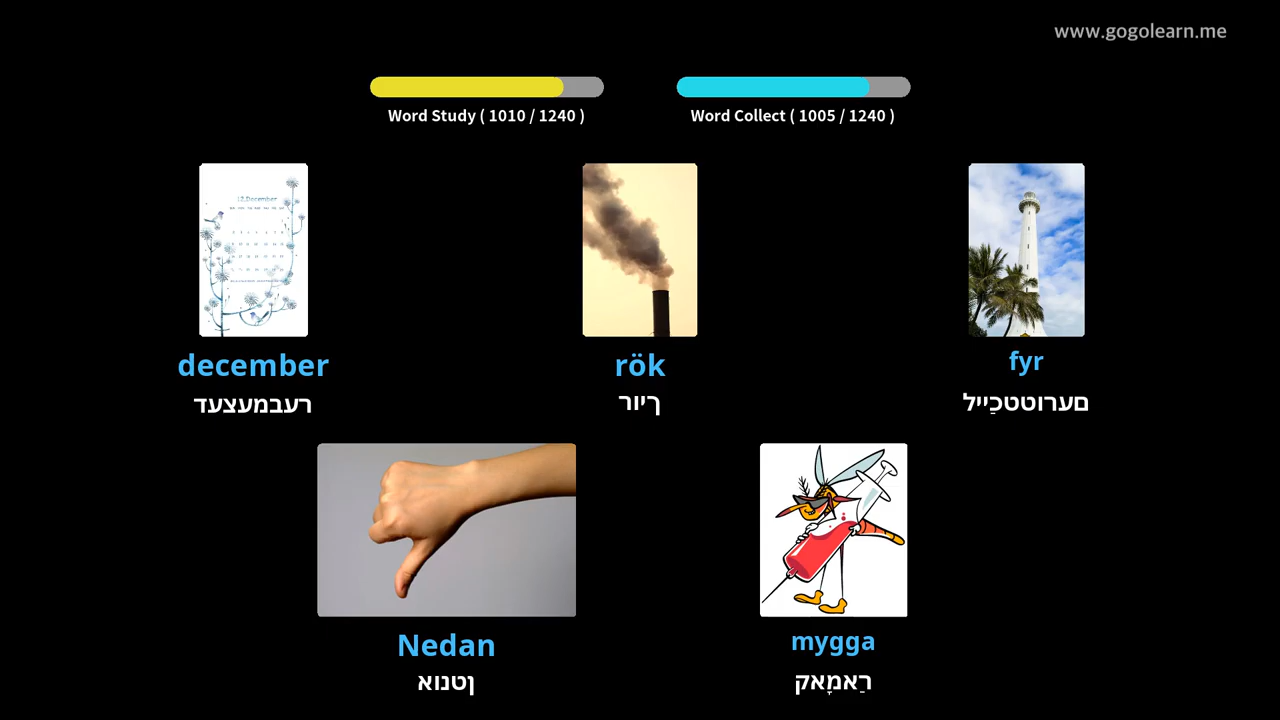 www.gogolearn.me
Word Study ( 1010 / 1240 )
Word Collect ( 1005 / 1240 )
december
רעבמעצעד
rök
ךיור
fyr
םערוטטכַייל
Nedan
ןטנוא
mygga
רַאמָאק